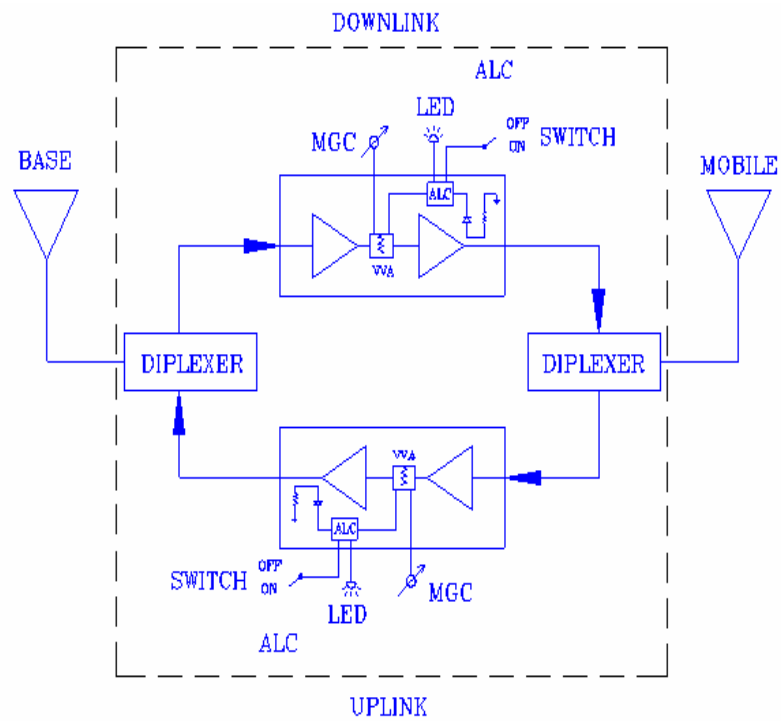 DOWNLINK
ALC
LED
MGC
OFF
ON
SWITCH
BASE
MOBILE
ALC
VVA
DIPLEXER
DIPLEXER
VVA
ALC
SWITCH
OFF
ON
LED
MGC
ALC
UPLINK